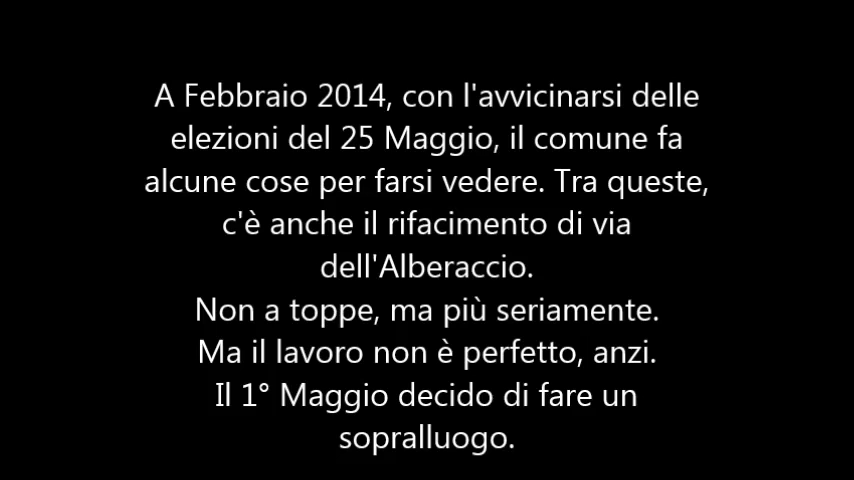 A Febbraio 2014, con l'avvicinarsi delle
elezioni del 25 Maggio, il comune fa
alcune cose per farsi vedere. Tra queste,
c'è anche il rifacimento di via
dell'Alberaccio.
Non a toppe, ma più seriamente.
Ma il lavoro non è perfetto, anzi.
Il 1° Maggio decido di fare un
sopralluogo.